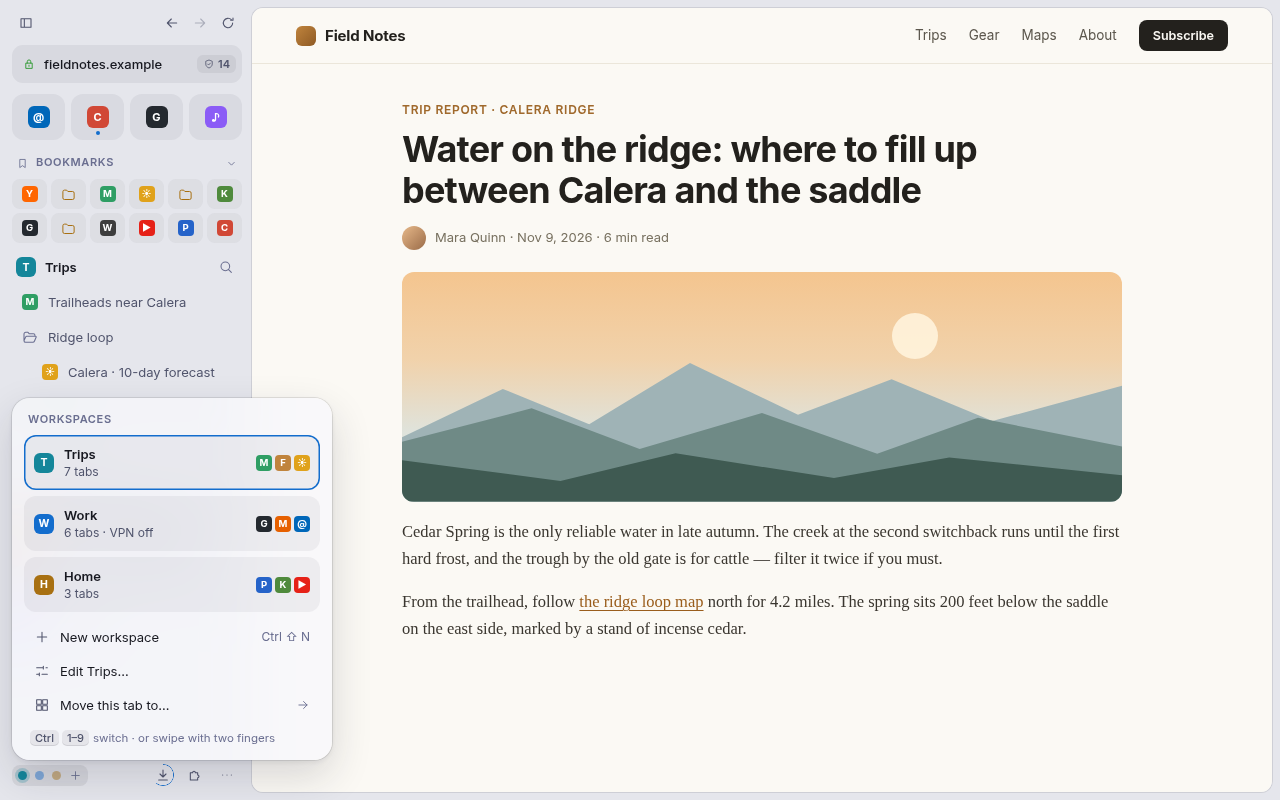 fieldnotes.example
14
@
C
G
BOOKMARKS
Y
M
K
G
W
P
C
T Trips
M Trailheads near Calera
Ridge loop
Calera · 10-day forecast
WORKSPACES
T Trips
7 tabs
M F
W Work
6 tabs · VPN off
G M @
H Home
3 tabs
P K
New workspace Ctrl ⇧ N
Edit Trips...
Move this tab to...
Ctrl 1–9 switch · or swipe with two fingers
Field Notes
Trips Gear Maps About Subscribe
TRIP REPORT · CALERA RIDGE
Water on the ridge: where to fill up
between Calera and the saddle
Mara Quinn · Nov 9, 2026 · 6 min read
Cedar Spring is the only reliable water in late autumn. The creek at the second switchback runs until the first
hard frost, and the trough by the old gate is for cattle — filter it twice if you must.
From the trailhead, follow the ridge loop map north for 4.2 miles. The spring sits 200 feet below the saddle
on the east side, marked by a stand of incense cedar.